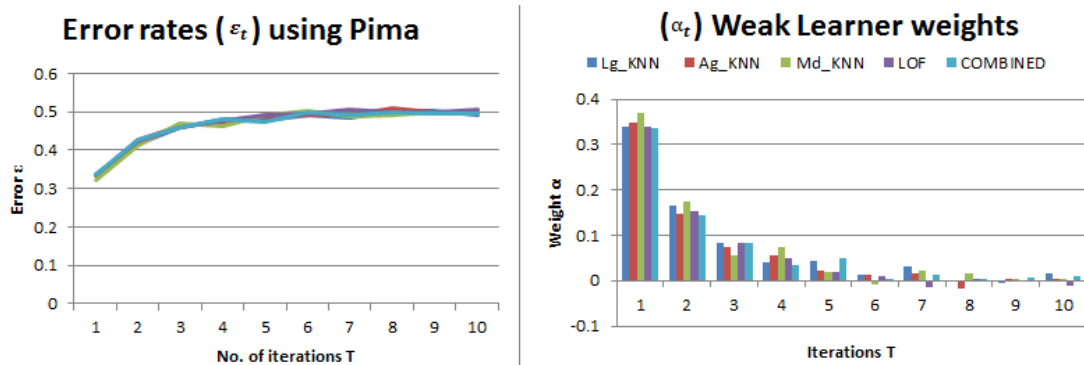 Error rates (εt) using Pima
0.6
0.5
0.4
0.3
0.2
0.1
0
Error ε
1 2 3 4 5 6 7 8 9 10
No. of iterations T
(αt) Weak Learner weights
Lg_KNN Ag_KNN Md_KNN LOF COMBINED
0.4
0.3
0.2
0.1
0
-0.1
Weight α
1 2 3 4 5 6 7 8 9 10
Iterations T